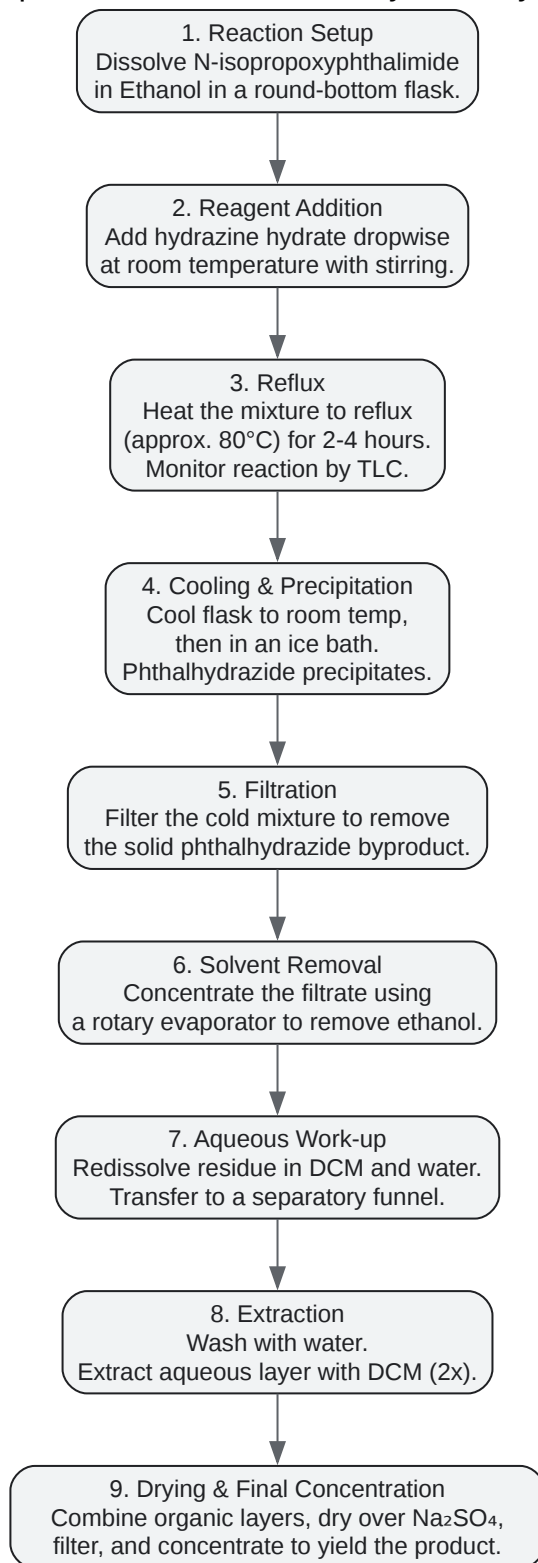 1. Reaction Setup
Dissolve N-isopropoxyphthalimide
in Ethanol in a round-bottom flask.
2. Reagent Addition
Add hydrazine hydrate dropwise
at room temperature with stirring.
3. Reflux
Heat the mixture to reflux
(approx. 80°C) for 2-4 hours.
Monitor reaction by TLC.
4. Cooling & Precipitation
Cool flask to room temp,
then in an ice bath.
Phthalhydrazide precipitates.
5. Filtration
Filter the cold mixture to remove
the solid phthalhydrazide byproduct.
6. Solvent Removal
Concentrate the filtrate using
a rotary evaporator to remove ethanol.
7. Aqueous Work-up
Redissolve residue in DCM and water.
Transfer to a separatory funnel.
8. Extraction
Wash with water.
Extract aqueous layer with DCM (2x).
9. Drying & Final Concentration
Combine organic layers, dry over Na₂SO₄,
filter, and concentrate to yield the product.